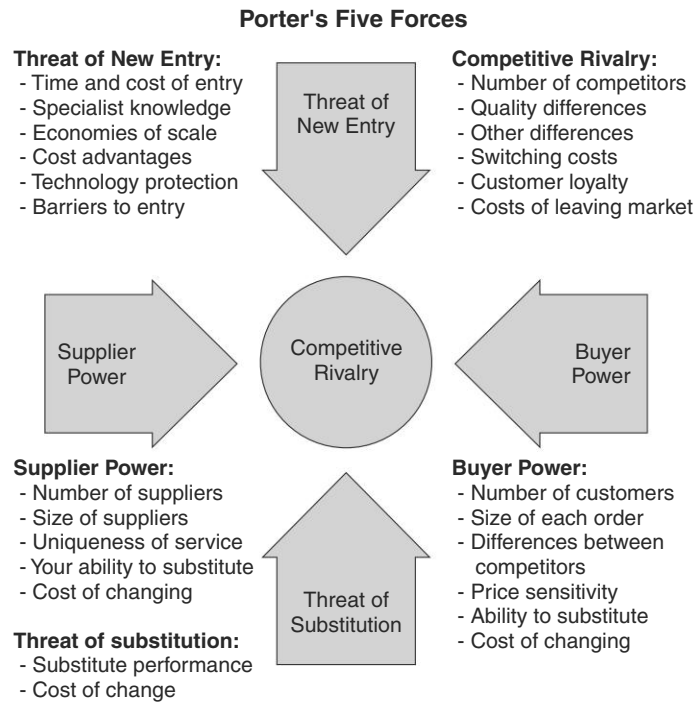 Porter's Five Forces
Threat of New Entry:
- Time and cost of entry
- Specialist knowledge
- Economies of scale
- Cost advantages
- Technology protection
- Barriers to entry
Threat of
New Entry
Competitive Rivalry:
- Number of competitors
- Quality differences
- Other differences
- Switching costs
- Customer loyalty
- Costs of leaving market
Supplier
Power
Competitive
Rivalry
Buyer
Power
Supplier Power:
- Number of suppliers
- Size of suppliers
- Uniqueness of service
- Your ability to substitute
- Cost of changing
Threat of substitution:
- Substitute performance
- Cost of change
Threat of
Substitution
Buyer Power:
- Number of customers
- Size of each order
- Differences between
competitors
- Price sensitivity
- Ability to substitute
- Cost of changing